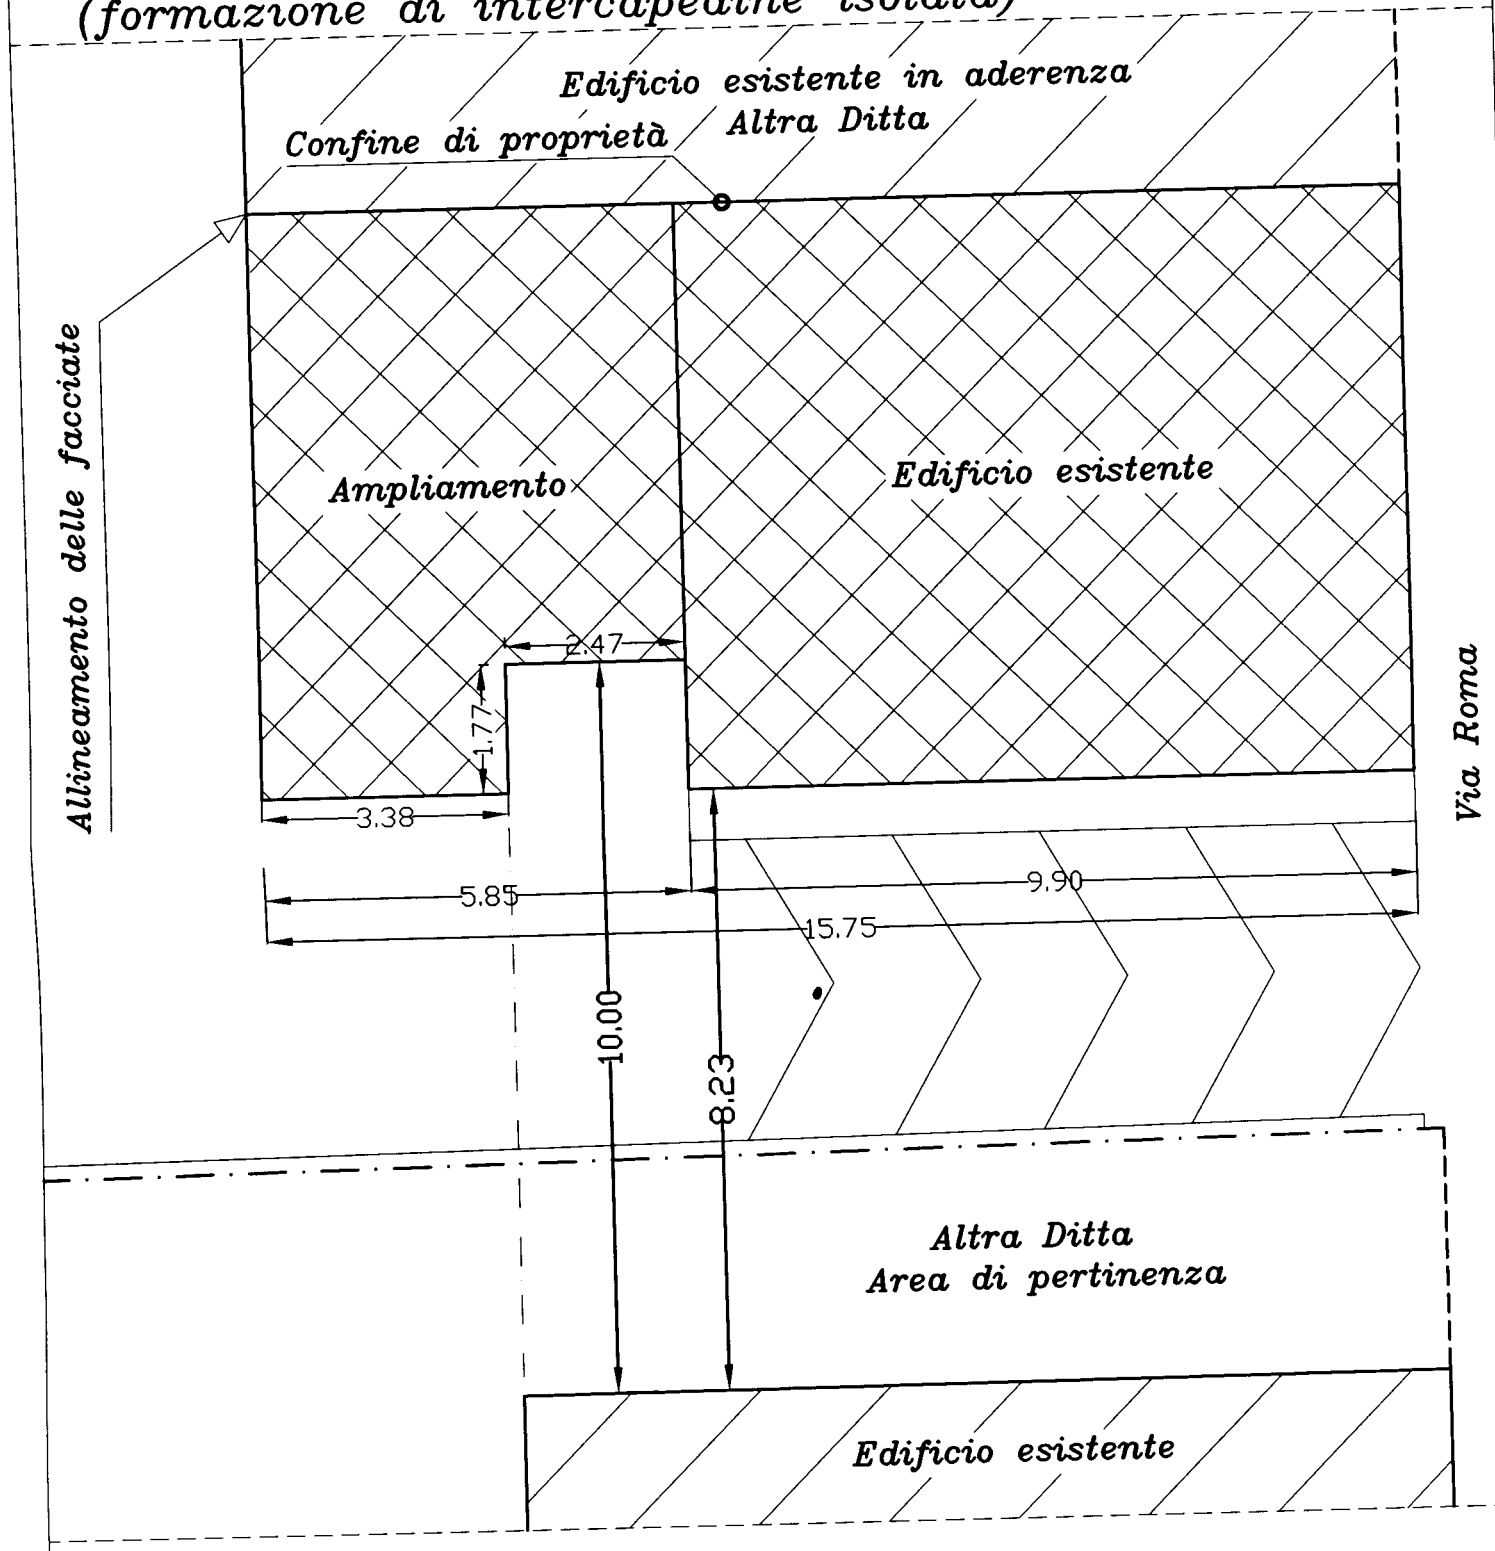 (formazione di intercapedine isolata)
Edificio esistente in aderenza
Altra Ditta
Confine di proprietà
Allineamento delle facciate
Ampliamento
Edificio esistente
Via Roma
2.47
1.77
3.38
5.85
9.90
15.75
10.00
8.23
Altra Ditta
Area di pertinenza
Edificio esistente